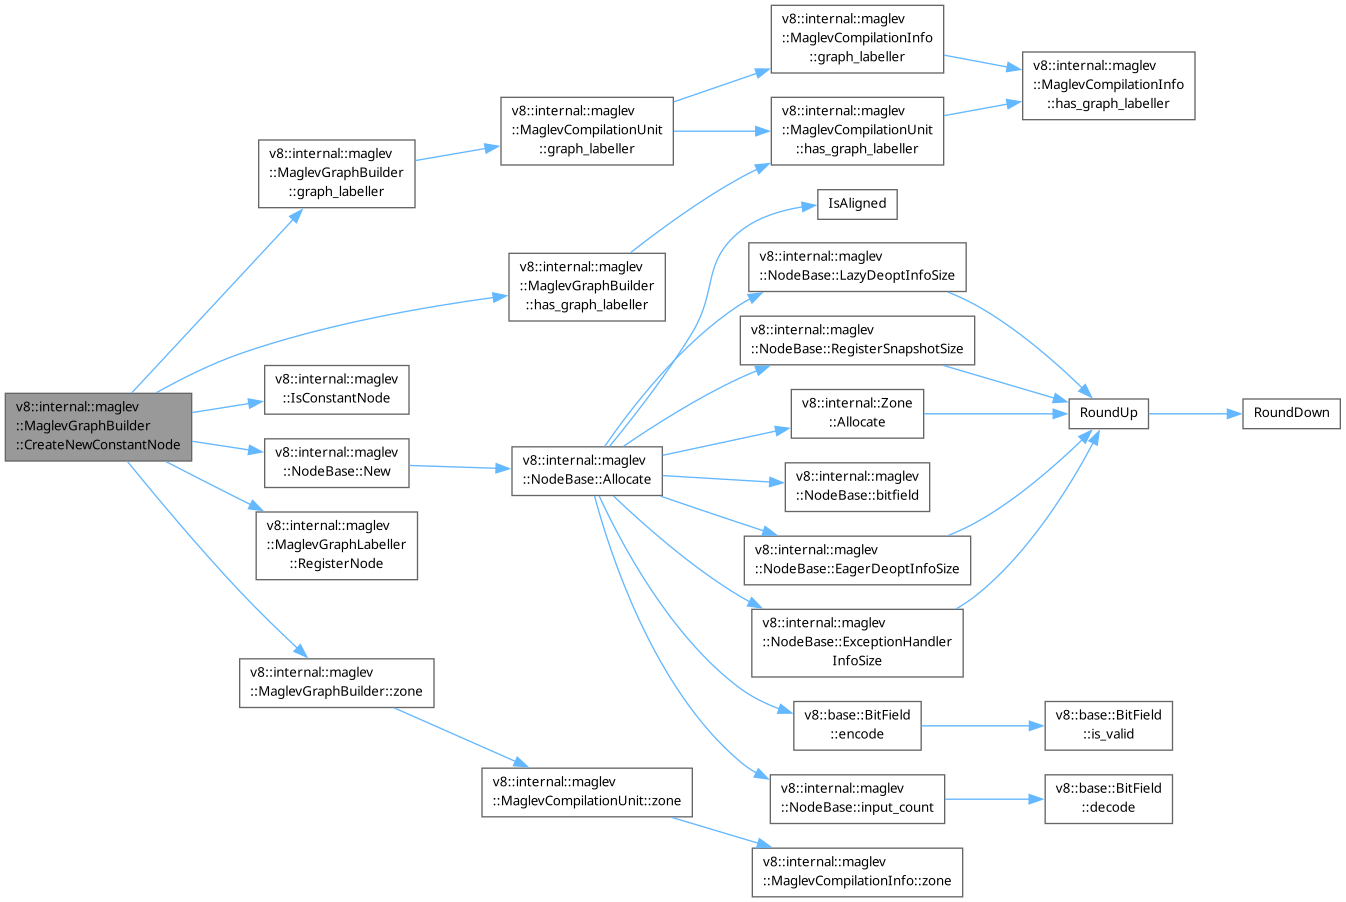 v8::internal::maglev
::MaglevGraphBuilder
::CreateNewConstantNode
v8::internal::maglev
::MaglevGraphBuilder
::graph_labeller
v8::internal::maglev
::MaglevCompilationUnit
::graph_labeller
v8::internal::maglev
::MaglevCompilationInfo
::graph_labeller
v8::internal::maglev
::MaglevCompilationInfo
::has_graph_labeller
v8::internal::maglev
::MaglevCompilationUnit
::has_graph_labeller
v8::internal::maglev
::MaglevGraphBuilder
::has_graph_labeller
v8::internal::maglev
::IsConstantNode
v8::internal::maglev
::NodeBase::New
v8::internal::maglev
::NodeBase::Allocate
IsAligned
v8::internal::maglev
::NodeBase::LazyDeoptInfoSize
v8::internal::maglev
::NodeBase::RegisterSnapshotSize
v8::internal::Zone
::Allocate
RoundUp
RoundDown
v8::internal::maglev
::NodeBase::bitfield
v8::internal::maglev
::NodeBase::EagerDeoptInfoSize
v8::internal::maglev
::NodeBase::ExceptionHandler
InfoSize
v8::base::BitField
::encode
v8::base::BitField
::is_valid
v8::internal::maglev
::NodeBase::input_count
v8::base::BitField
::decode
v8::internal::maglev
::MaglevGraphLabeller
::RegisterNode
v8::internal::maglev
::MaglevGraphBuilder::zone
v8::internal::maglev
::MaglevCompilationUnit::zone
v8::internal::maglev
::MaglevCompilationInfo::zone